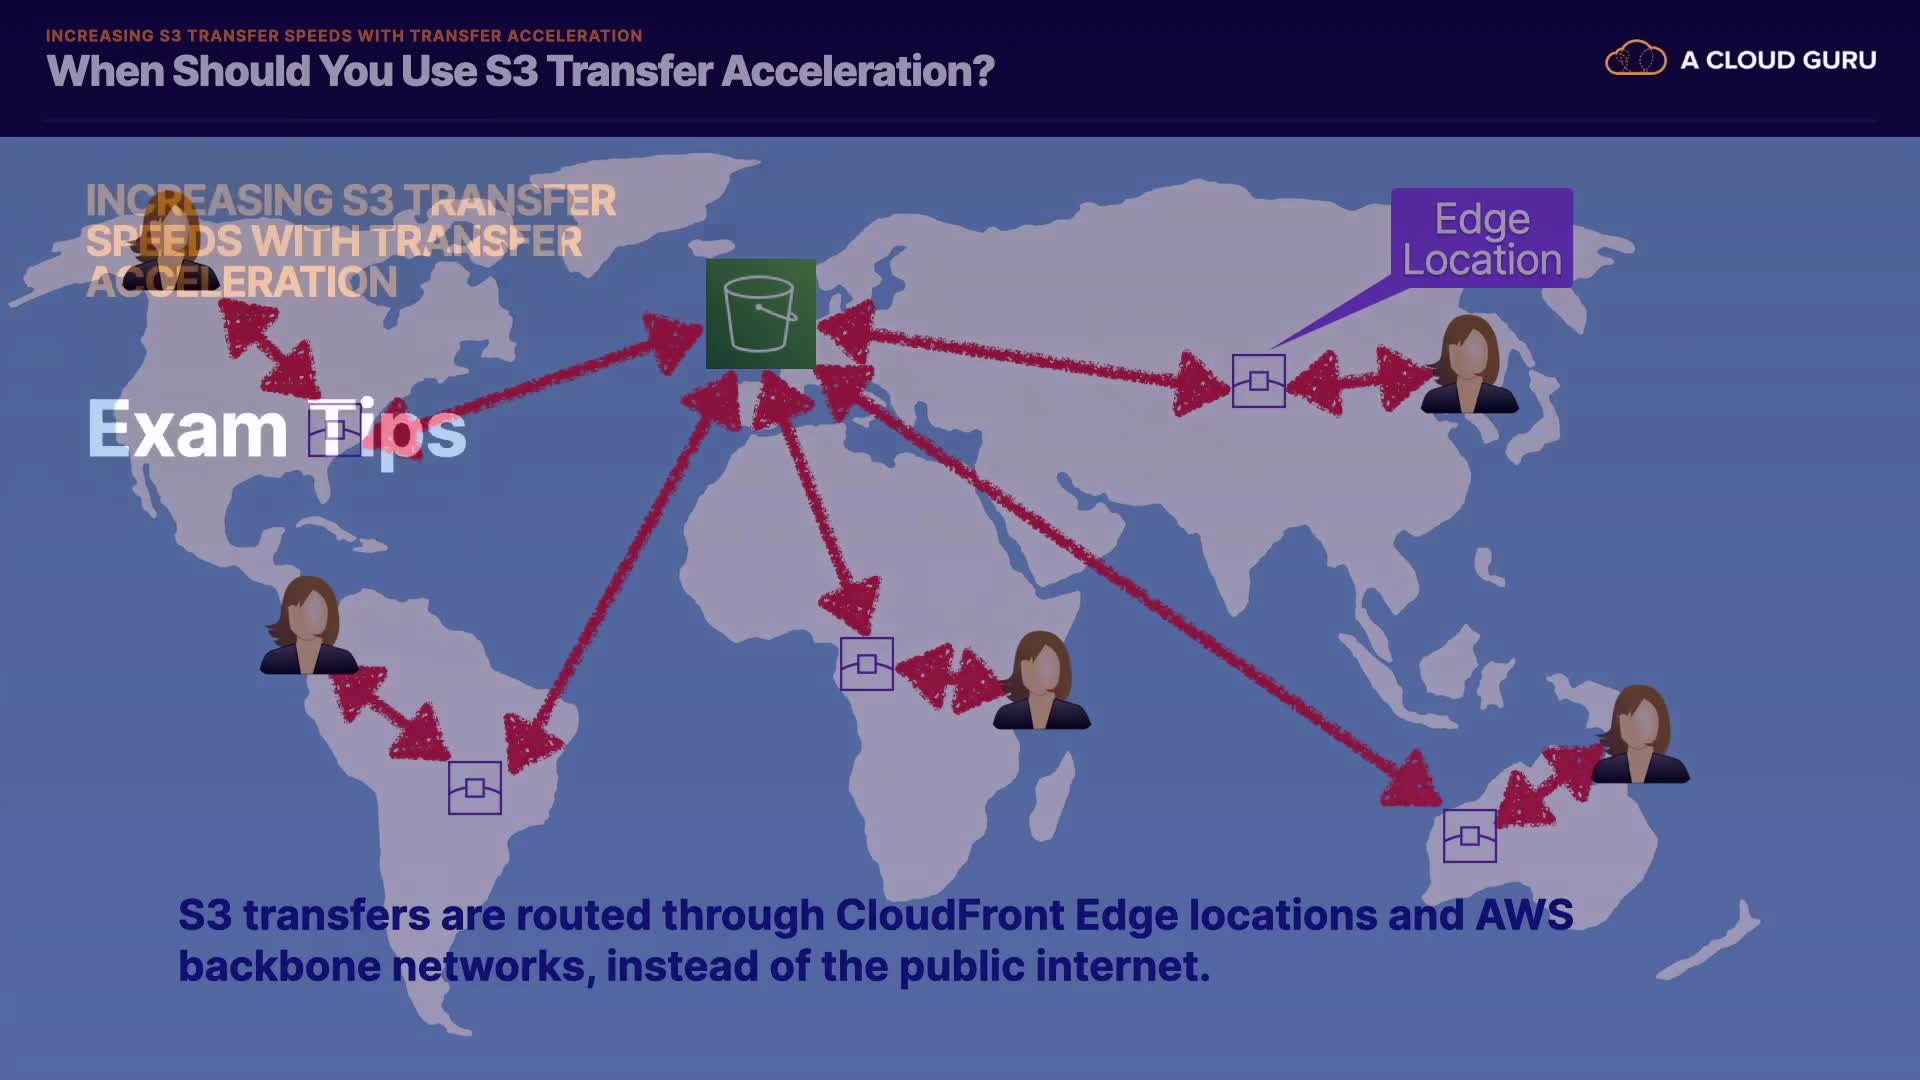 INCREASING S3 TRANSFER SPEEDS WITH TRANSFER ACCELERATION
When Should You Use S3 Transfer Acceleration?
A CLOUD GURU
INCREASING S3 TRANSFER
SPEEDS WITH TRANSFER
ACCELERATION
Edge
Location
Exam Tips
S3 transfers are routed through CloudFront Edge locations and AWS
backbone networks, instead of the public internet.